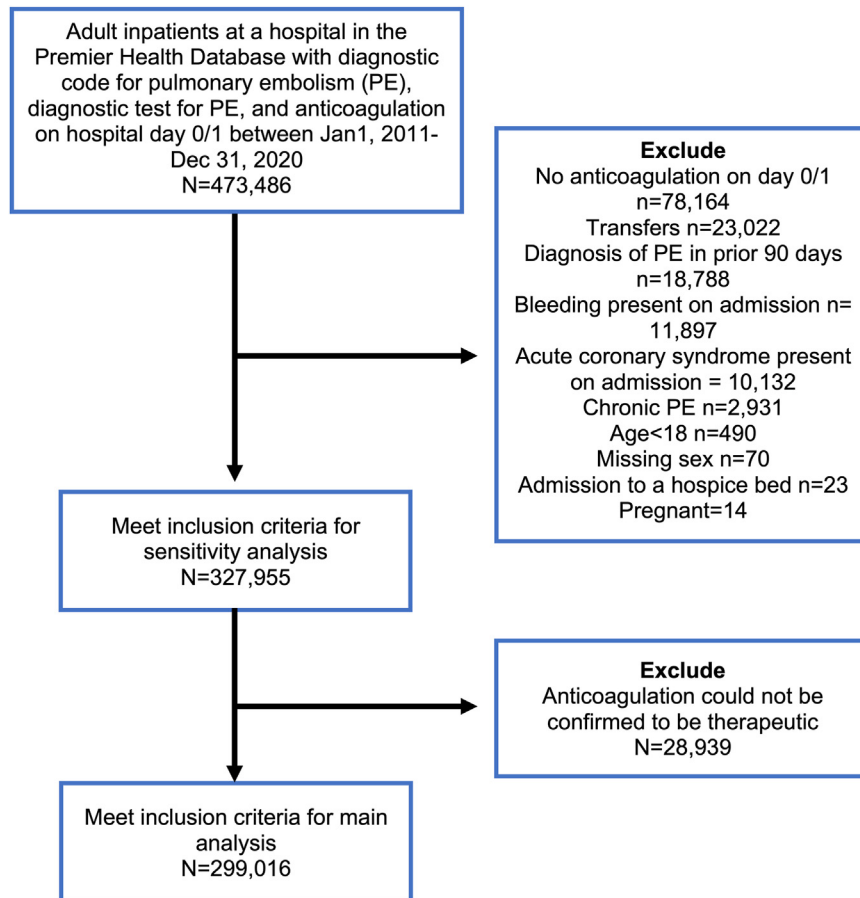 Adult inpatients at a hospital in the
Premier Health Database with diagnostic
code for pulmonary embolism (PE),
diagnostic test for PE, and anticoagulation
on hospital day 0/1 between Jan1, 2011-
Dec 31, 2020
N=473,486
Exclude
No anticoagulation on day 0/1
n=78,164
Transfers n=23,022
Diagnosis of PE in prior 90 days
n=18,788
Bleeding present on admission n=
11,897
Acute coronary syndrome present
on admission = 10,132
Chronic PE n=2,931
Age<18 n=490
Missing sex n=70
Admission to a hospice bed n=23
Pregnant=14
Meet inclusion criteria for
sensitivity analysis
N=327,955
Exclude
Anticoagulation could not be
confirmed to be therapeutic
N=28,939
Meet inclusion criteria for main
analysis
N=299,016